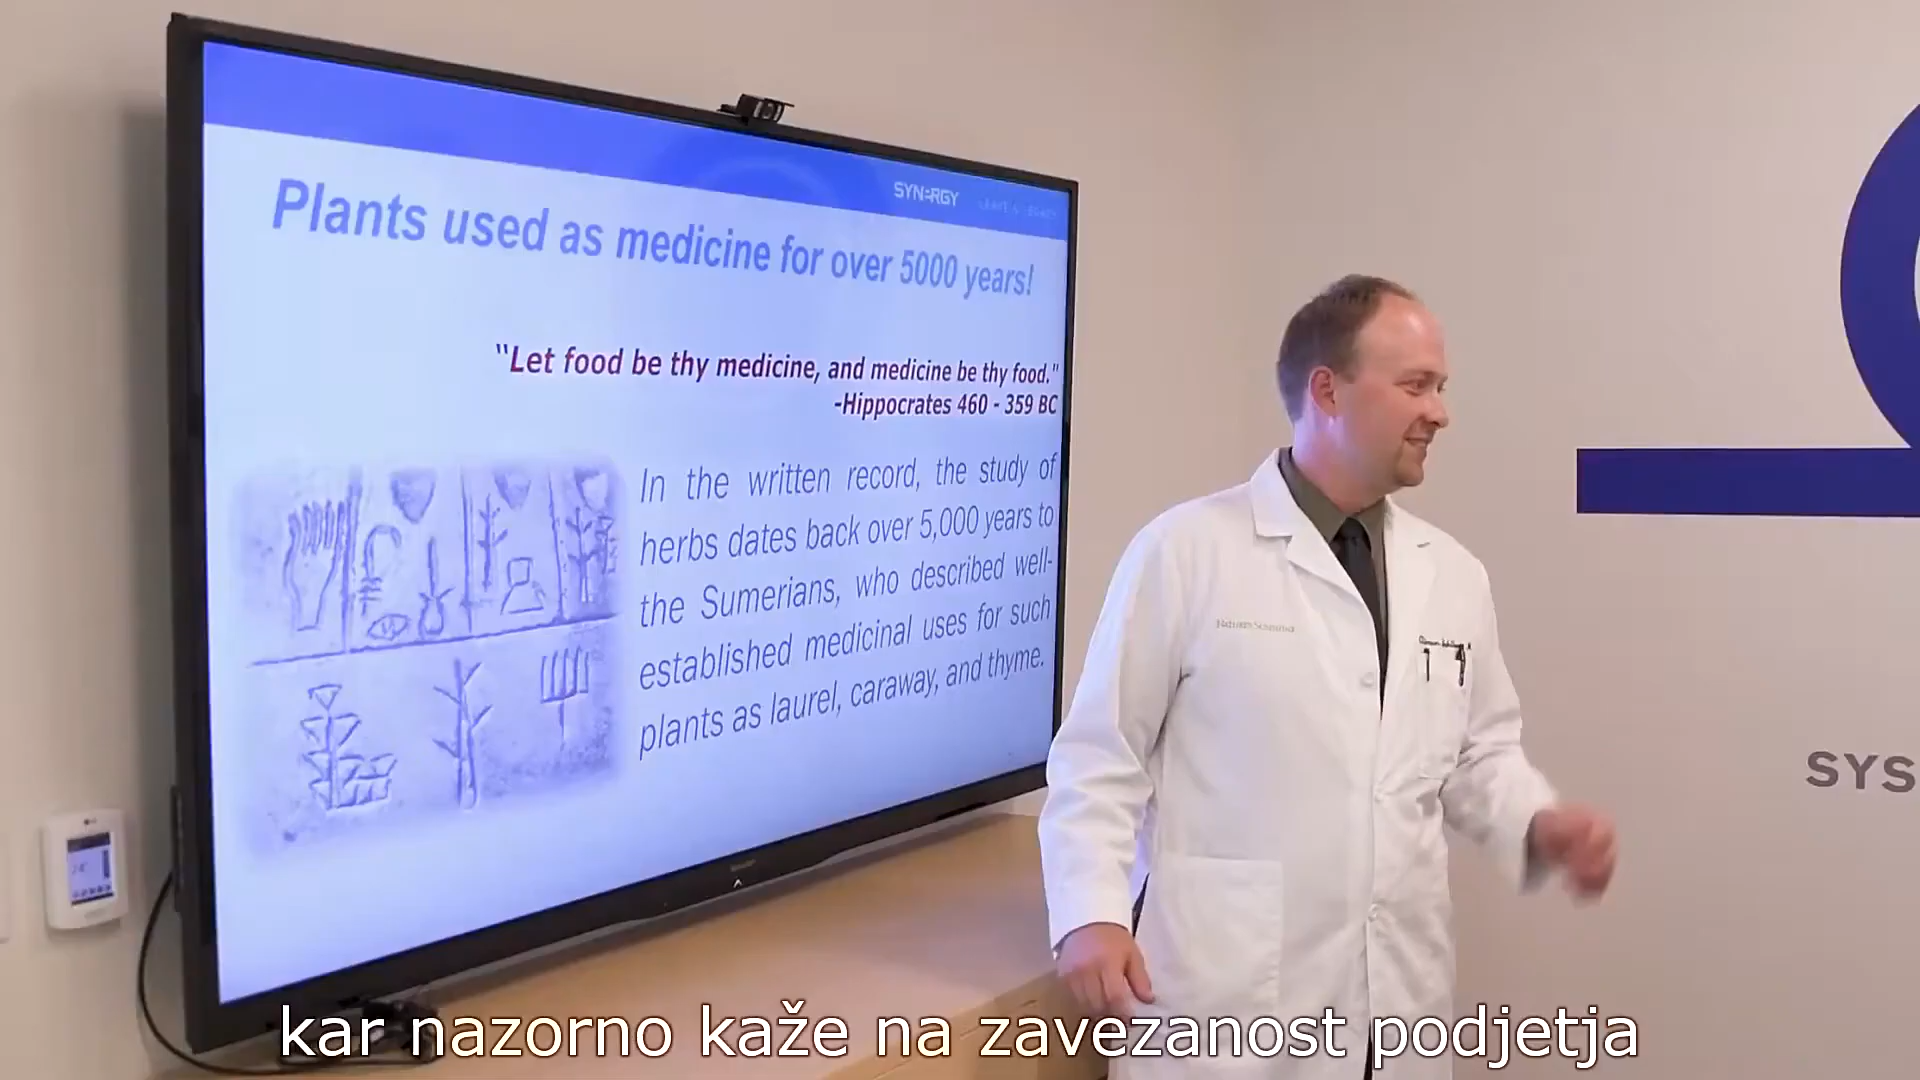 SYNERGY
Plants used as medicine for over 5000 years!
“Let food be thy medicine, and medicine be thy food."
-Hippocrates 460 - 359 BC
In the written record, the study of
herbs dates back over 5,000 years to
the Sumerians, who described well-
established medicinal uses for such
plants as laurel, caraway, and thyme.
SYS
kar nazorno kaže na zavezanost podjetja